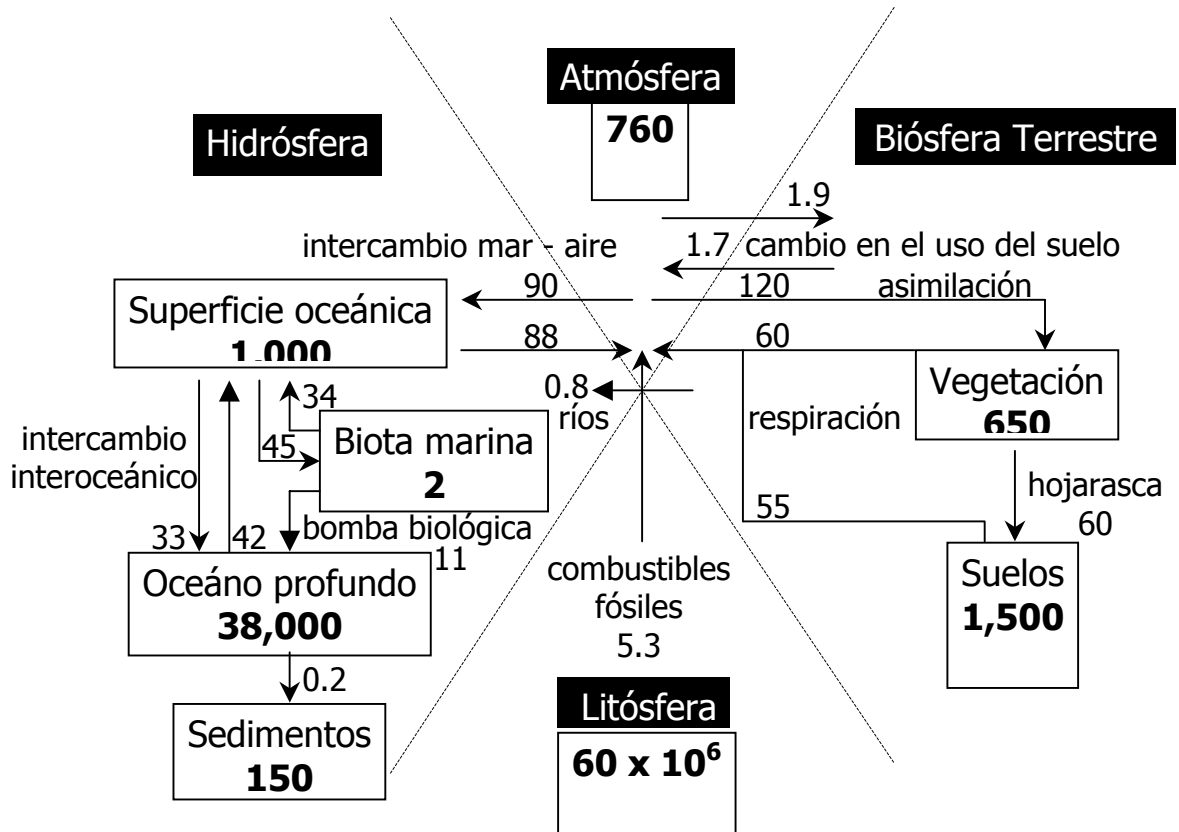 Atmósfera
760
Hidrósfera
Biósfera Terrestre
1.9
intercambio mar - aire
1.7 cambio en el uso del suelo
90
120
asimilación
Superficie oceánica
1,000
88
60
Vegetación
650
34
0.8
ríos
respiración
intercambio
interoceánico
45
Biota marina
2
hojarasca
60
55
33
42
bomba biológica
11
Oceáno profundo
38,000
combustibles
fósiles
5.3
Suelos
1,500
0.2
Sedimentos
150
Litósfera
60 x 10⁶